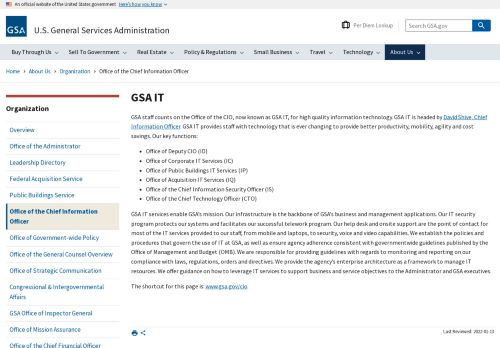 An official website of the United States government Here's how you know
GSA
U.S. General Services Administration
Per Diem Lookup
Search GSA.gov
Buy Through Us
Sell To Government
Real Estate
Policy & Regulations
Small Business
Travel
Technology
About Us
Home › About Us › Organization › Office of the Chief Information Officer
Organization
Overview
Office of the Administrator
Leadership Directory
Federal Acquisition Service
Public Buildings Service
Office of the Chief Information
Officer
Office of Government-wide Policy
Office of the General Counsel Overview
Office of Strategic Communication
Congressional & Intergovernmental
Affairs
GSA Office of Inspector General
Office of Mission Assurance
Office of the Chief Financial Officer
GSA IT
GSA staff counts on the Office of the CIO, now known as GSA IT, for high quality information technology. GSA IT is headed by David Shive, Chief
Information Officer. GSA IT provides staff with technology that is ever changing to provide better productivity, mobility, agility and cost
savings. Our key functions:
• Office of Deputy CIO (ID)
• Office of Corporate IT Services (IC)
• Office of Public Buildings IT Services (IP)
• Office of Acquisition IT Services (IQ)
• Office of the Chief Information Security Officer (IS)
• Office of the Chief Technology Officer (CTO)
GSA IT services enable GSA's mission. Our infrastructure is the backbone of GSA's business and management applications. Our IT security
program protects our systems and facilitates our successful telework program. Our help desk and onsite support are the point of contact for
most of the IT services provided to our staff, from mobile and laptops, to security, voice and video capabilities. We establish the policies and
procedures that govern the use of IT at GSA, as well as ensure agency adherence consistent with governmentwide guidelines published by the
Office of Management and Budget (OMB). We are responsible for providing guidelines with regards to monitoring and reporting on our
compliance with laws, regulations, orders and directives. We provide the agency's enterprise architecture as a framework to manage IT
resources. We offer guidance on how to leverage IT services to support business and service objectives to the Administrator and GSA executives.
The shortcut for this page is: www.gsa.gov/cio.
Last Reviewed: 2022-01-13